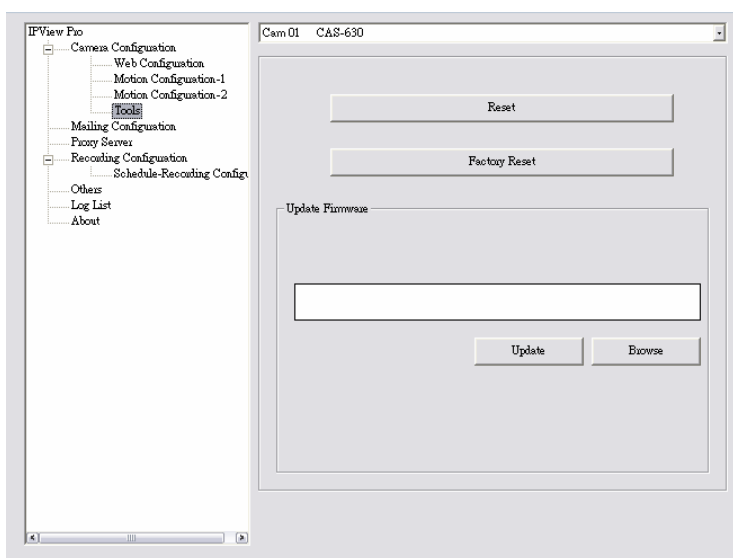 IPView Pro
Camera Configuration
Web Configuration
Motion Configuration-1
Motion Configuration-2
Tools
Mailing Configuration
Proxy Server
Recording Configuration
Schedule-Recording Configu
Others
Log List
About
Cam 01 CAS-630
Reset
Factory Reset
Update Firmware
Update
Browse